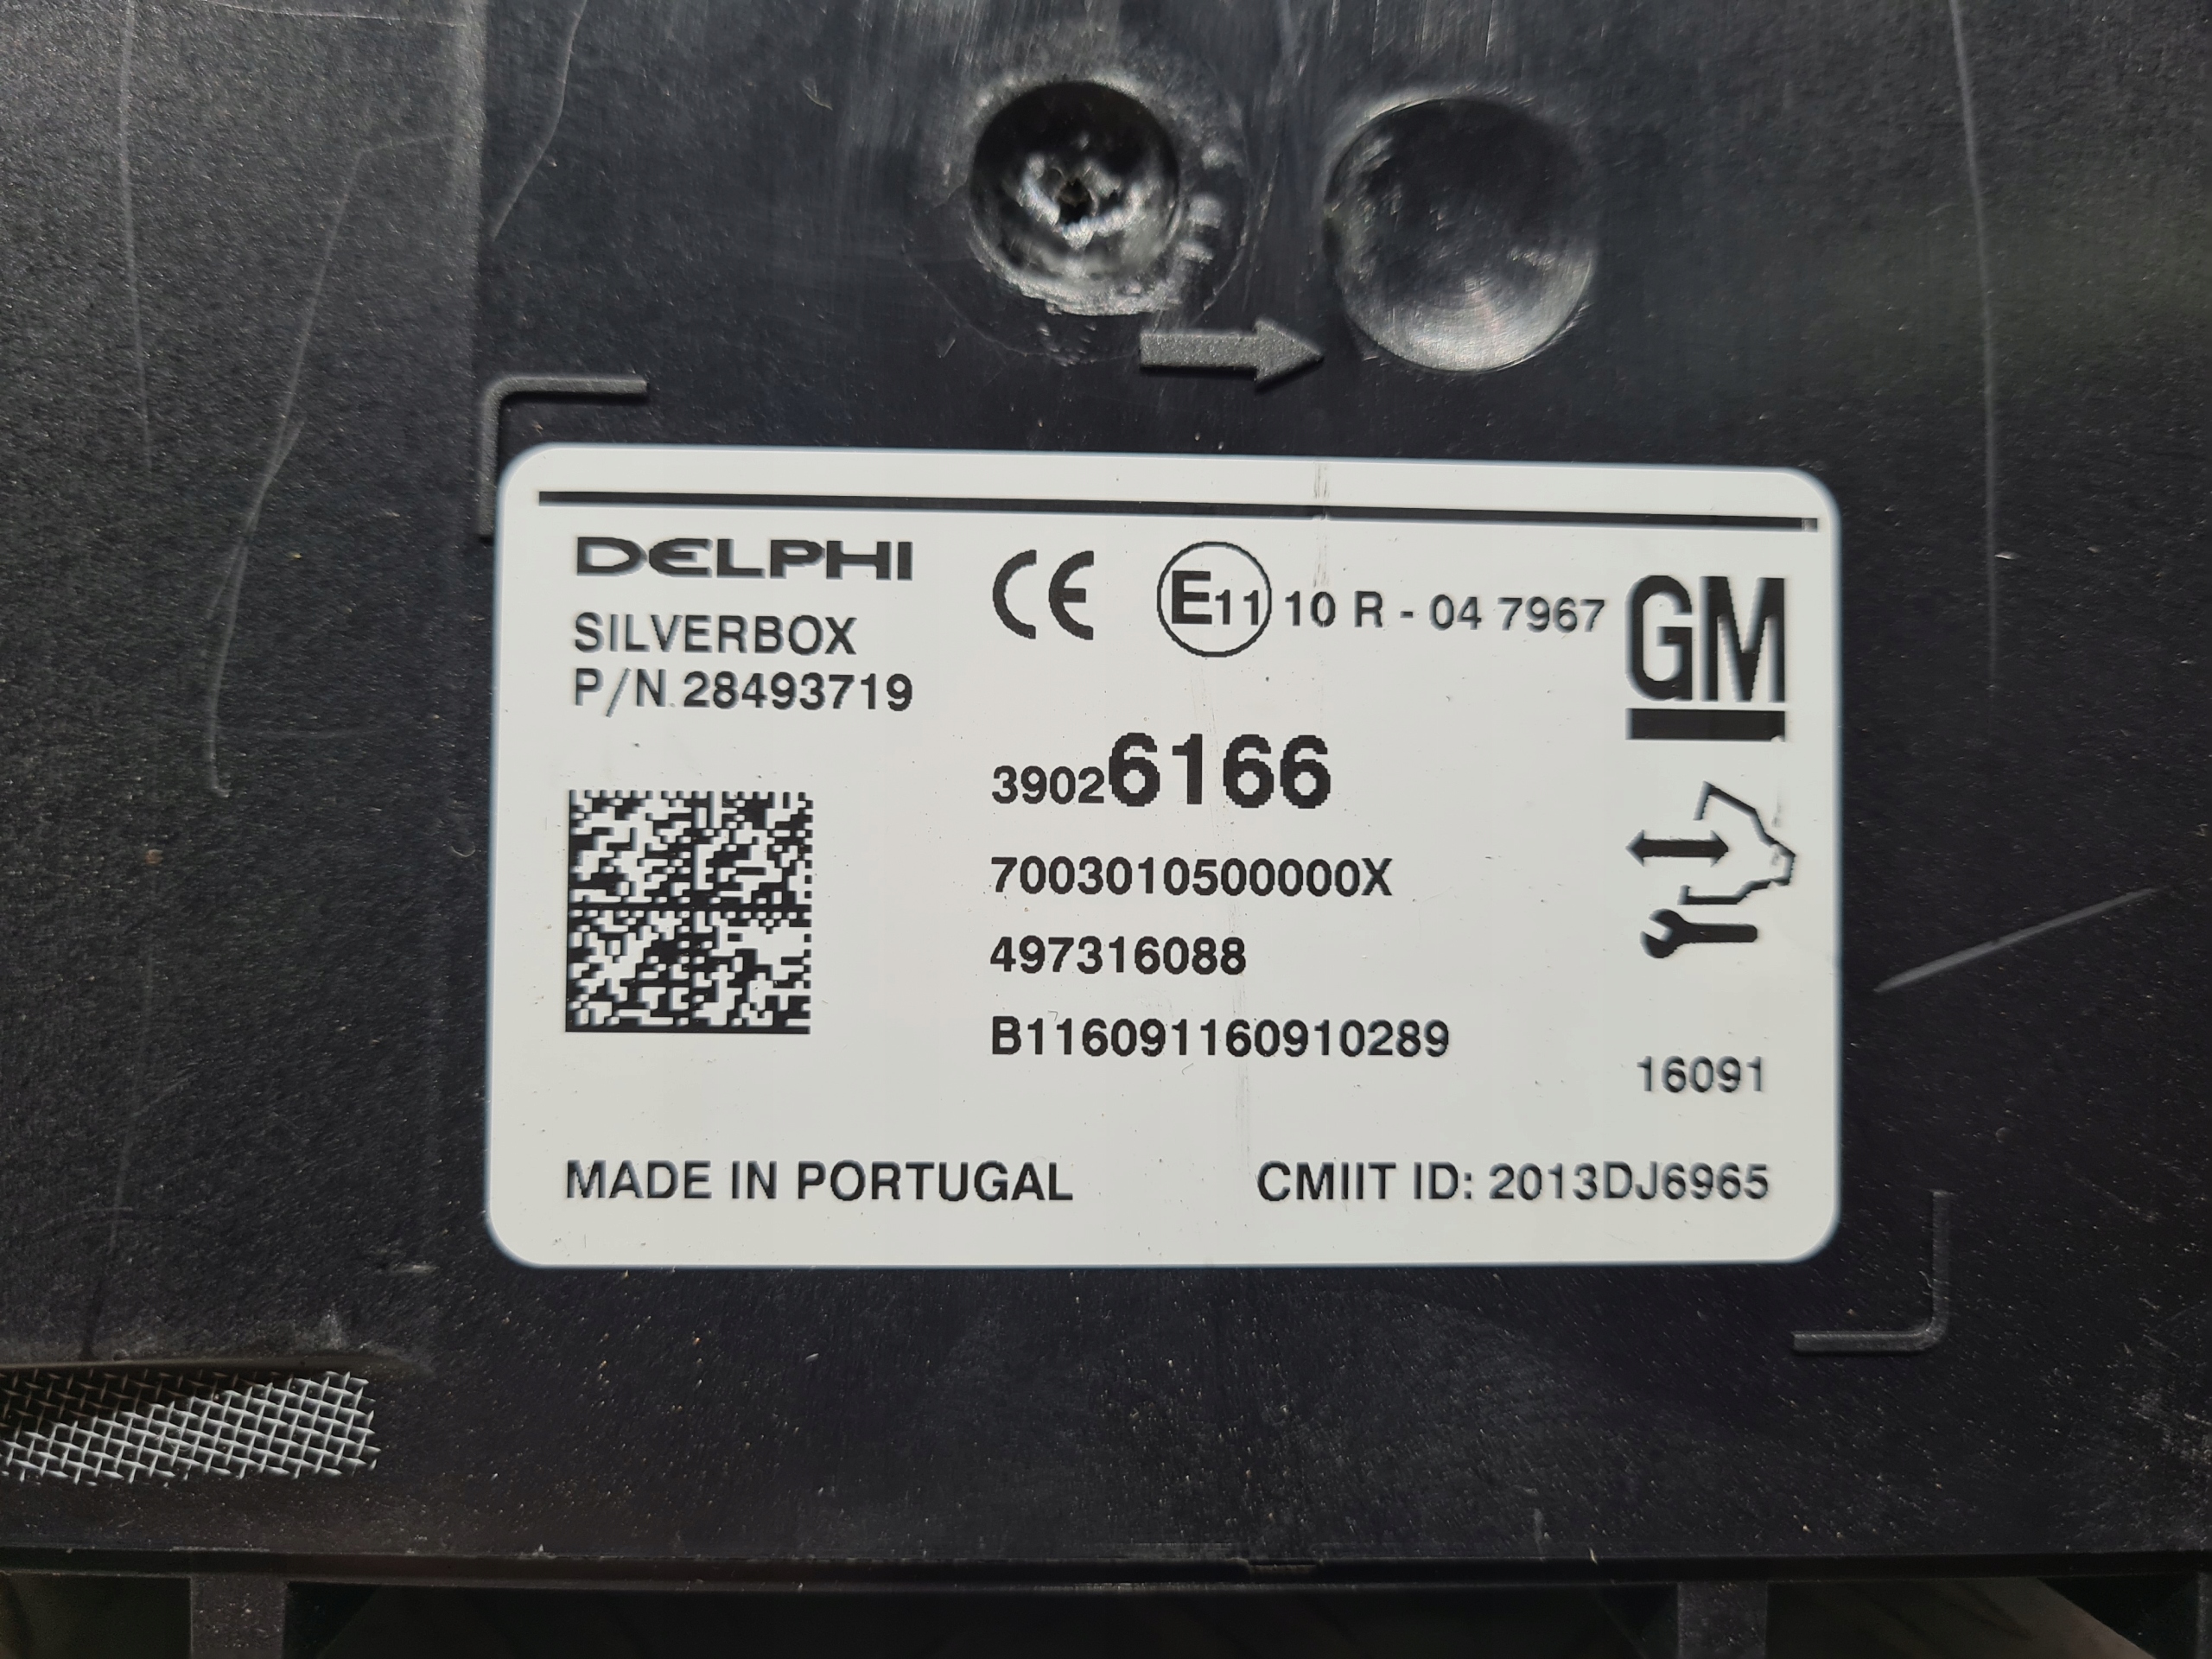 DELPHI
SILVERBOX
P/N 28493719
CE E11 10 R - 04 7967
GM
39026166
7003010500000X
497316088
B116091160910289
16091
MADE IN PORTUGAL
CMIIT ID: 2013DJ6965